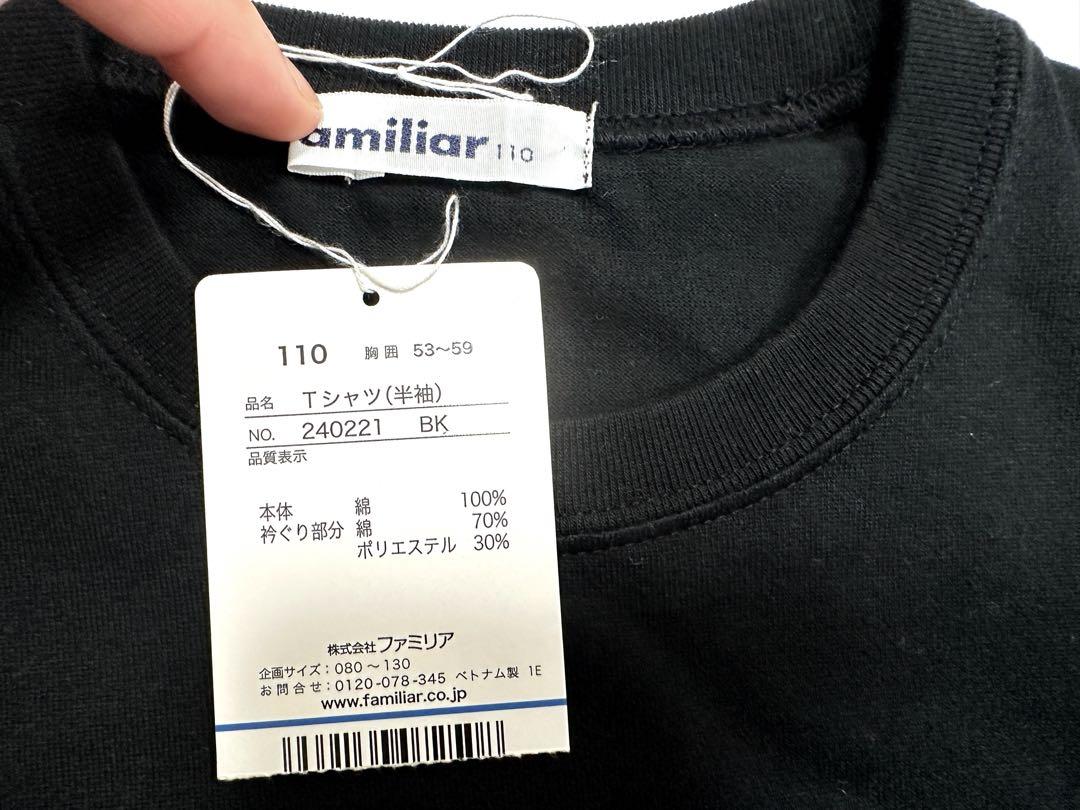 amiliar 110
110 胸囲 53〜59
品名 Tシャツ(半袖)
NO. 240221 BK
品質表示
本体 綿 100%
衿ぐり部分 綿 70%
ポリエステル 30%
株式会社ファミリア
企画サイズ:080〜130
お問合せ:0120-078-345 ベトナム製 1E
www.familiar.co.jp